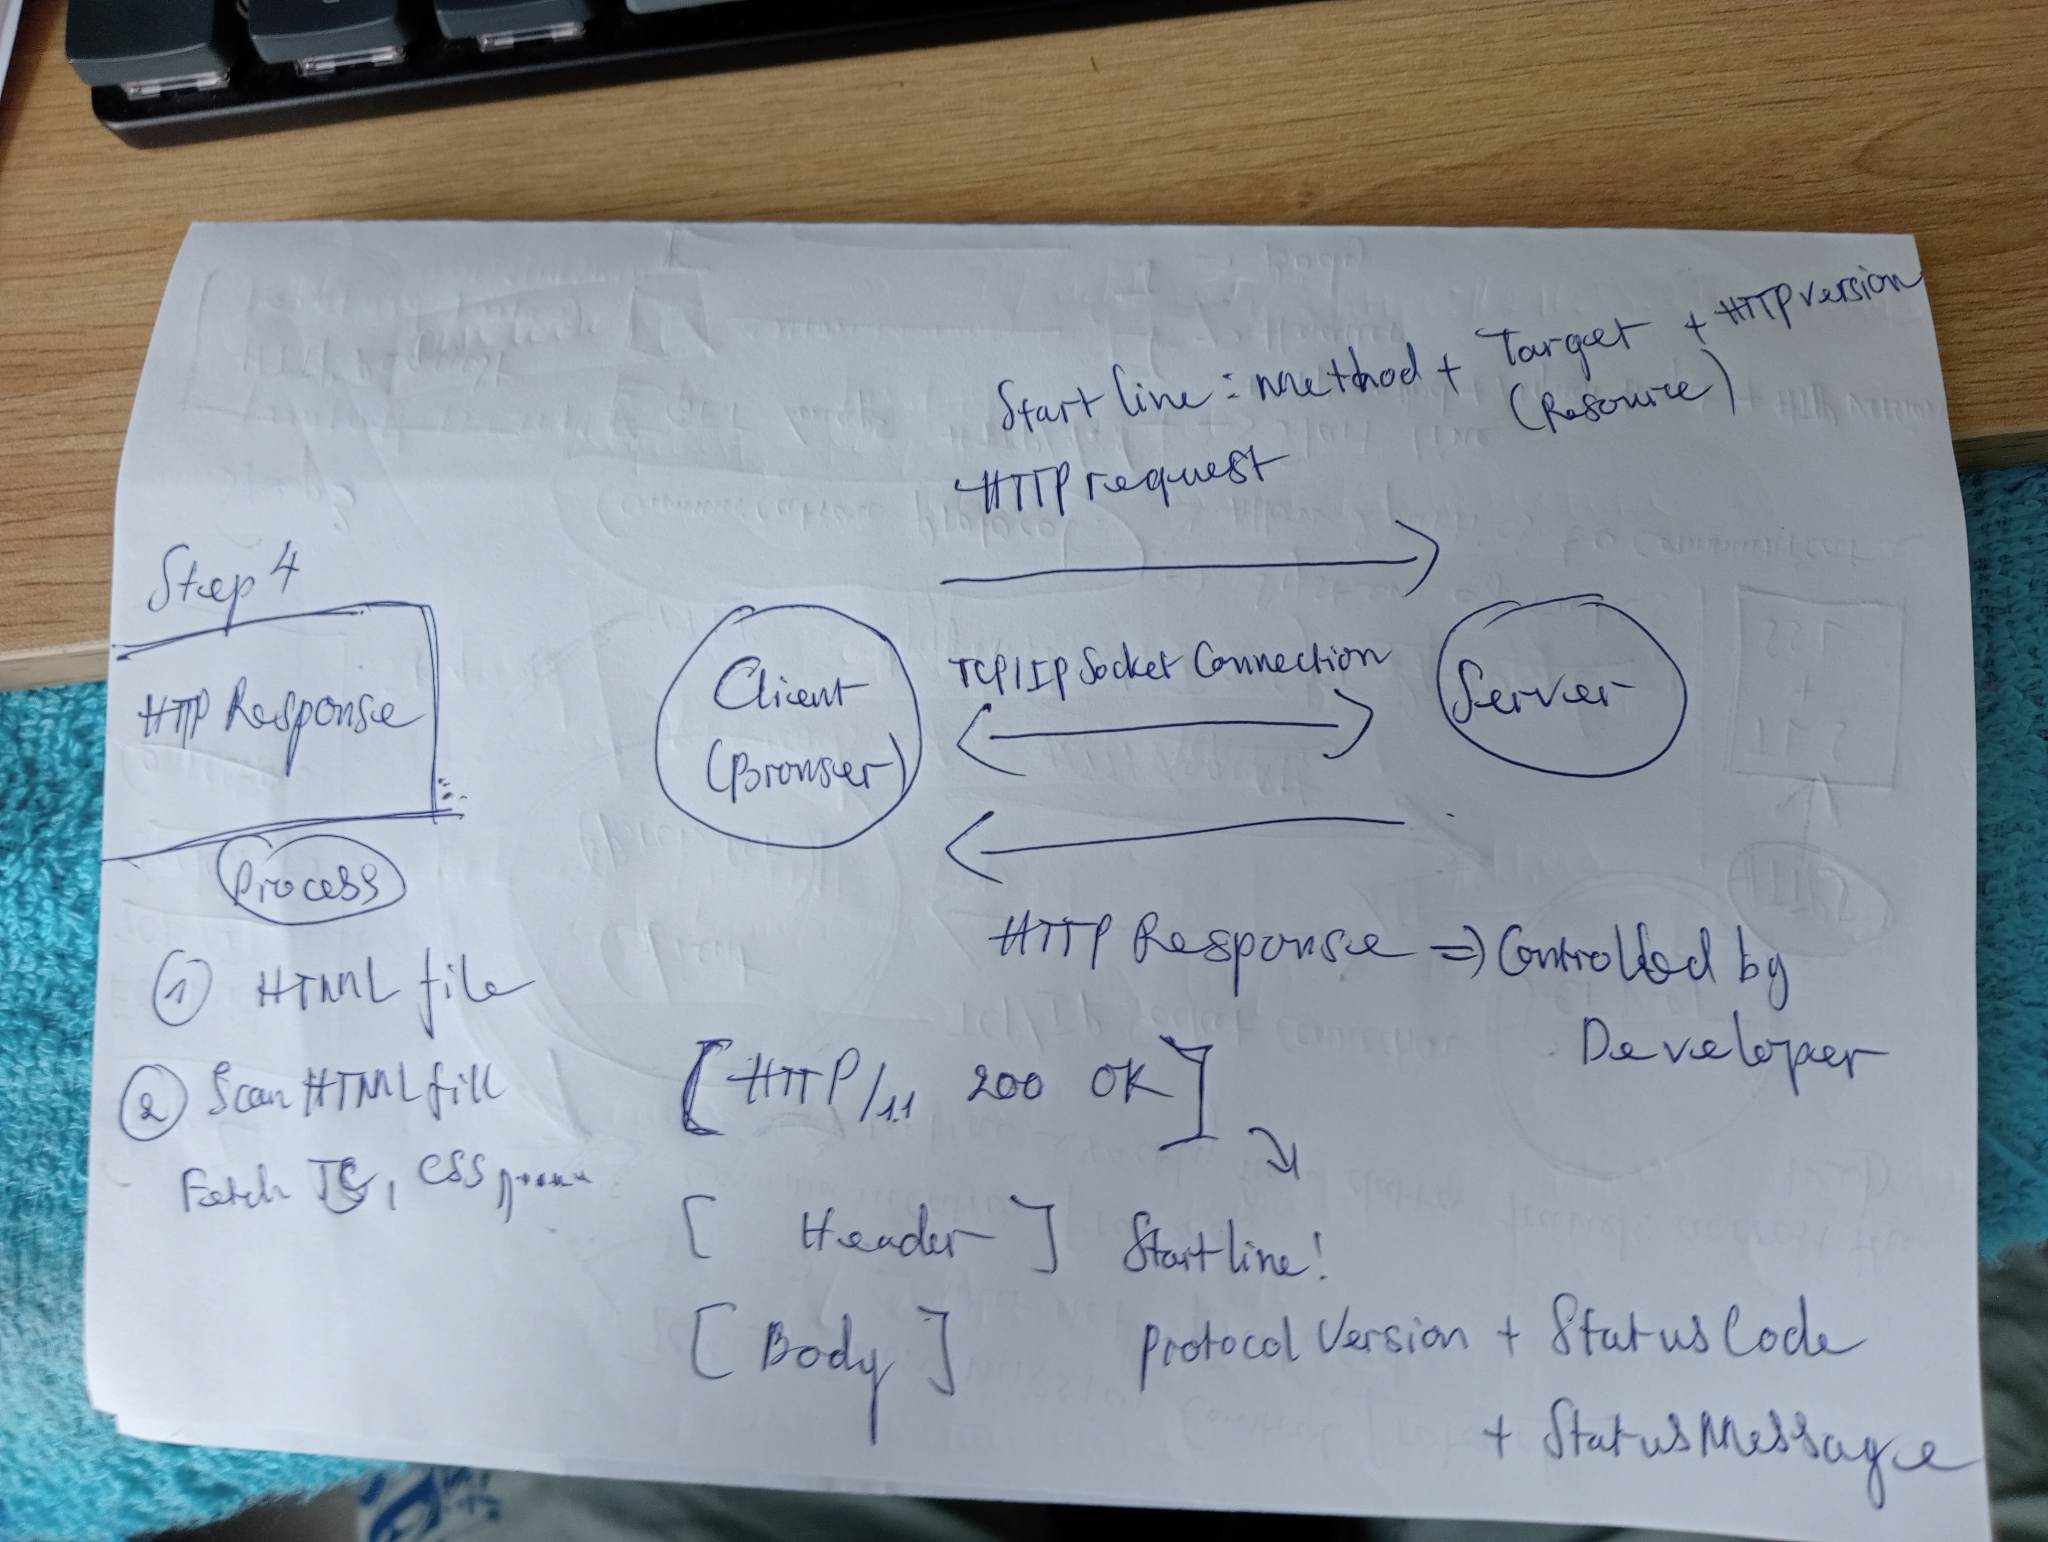 Start line : Method + Target + HTTP version
(Resource)
HTTP request
Step 4
HTTP Response
Process
① HTML file
② Scan HTML file
Fetch JS, CSS
Client
(Browser)
TCP/IP Socket Connection
Server
HTTP Response => Controlled by
Developer
[HTTP/1.1 200 OK]
[ Header ]
[ Body ]
Start line!
Protocol Version + Status Code
+ Status Message